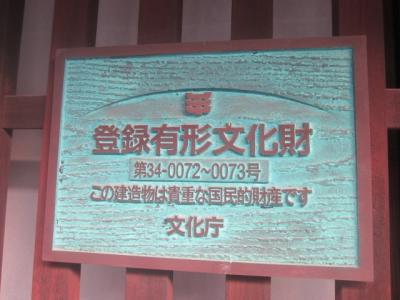 登録有形文化財
第34-0072~0073号
この建造物は貴重な国民的財産です
文化庁